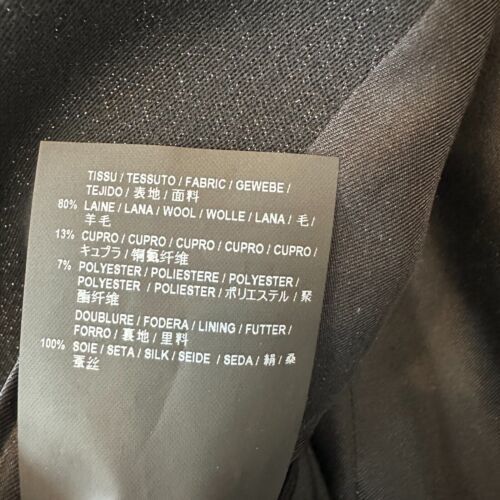 TISSU / TESSUTO / FABRIC / GEWEBE /
TEJIDO / 表地 / 面料
80% LAINE / LANA / WOOL / WOLLE / LANA / 毛 /
羊毛
13% CUPRO / CUPRO / CUPRO / CUPRO / CUPRO /
キュプラ / 铜氨纤维
7% POLYESTER / POLIESTERE / POLYESTER /
POLYESTER / POLIESTER / ポリエステル / 聚
酯纤维
DOUBLURE / FODERA / LINING / FUTTER /
FORRO / 裏地 / 里料
100% SOIE / SETA / SILK / SEIDE / SEDA / 絹 / 桑
蚕丝